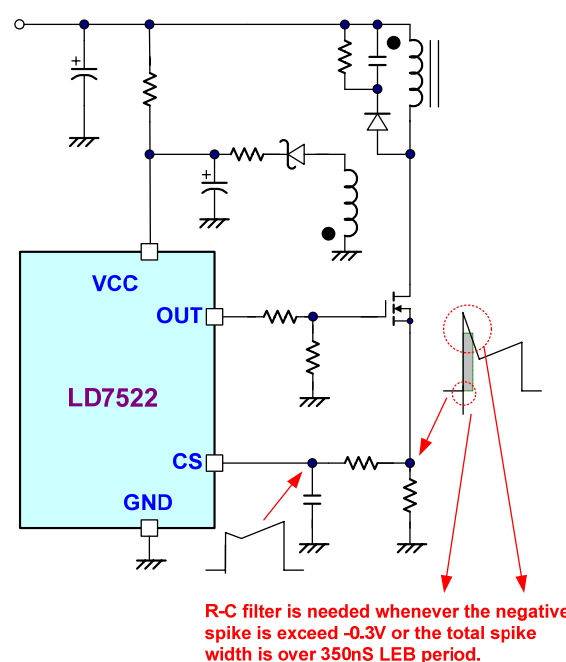 +
+
VCC
OUT
LD7522
CS
GND
R-C filter is needed whenever the negative
spike is exceed -0.3V or the total spike
width is over 350nS LEB period.